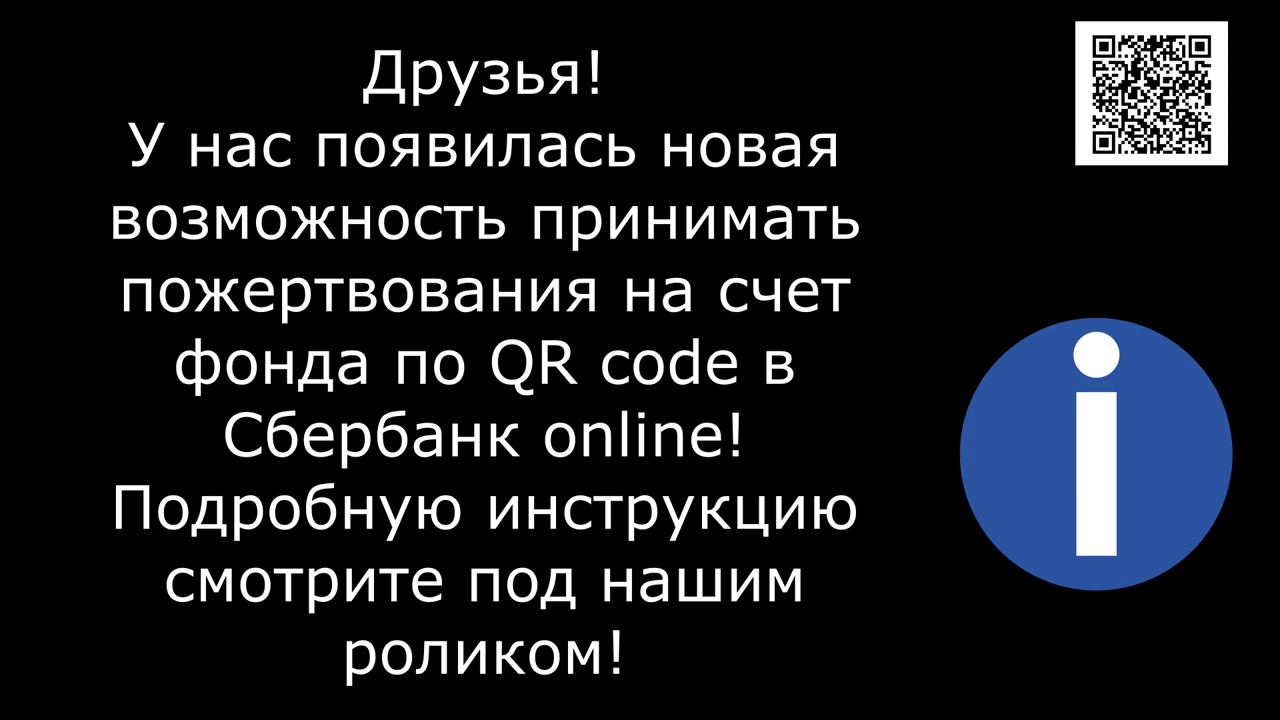 Друзья!
У нас появилась новая
возможность принимать
пожертвования на счет
фонда по QR code в
Сбербанк online!
Подробную инструкцию
смотрите под нашим
роликом!